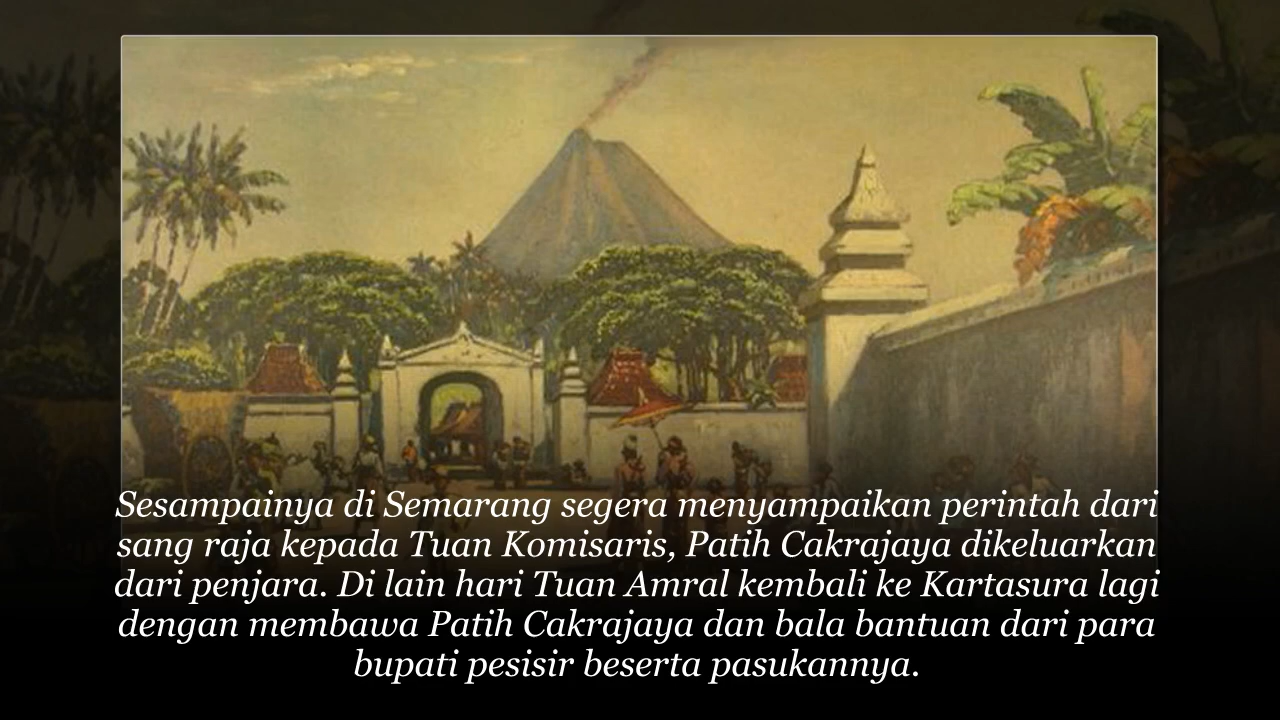 Sesampainya di Semarang segera menyampaikan perintah dari
sang raja kepada Tuan Komisaris, Patih Cakrajaya dikeluarkan
dari penjara. Di lain hari Tuan Amral kembali ke Kartasura lagi
dengan membawa Patih Cakrajaya dan bala bantuan dari para
bupati pesisir beserta pasukannya.